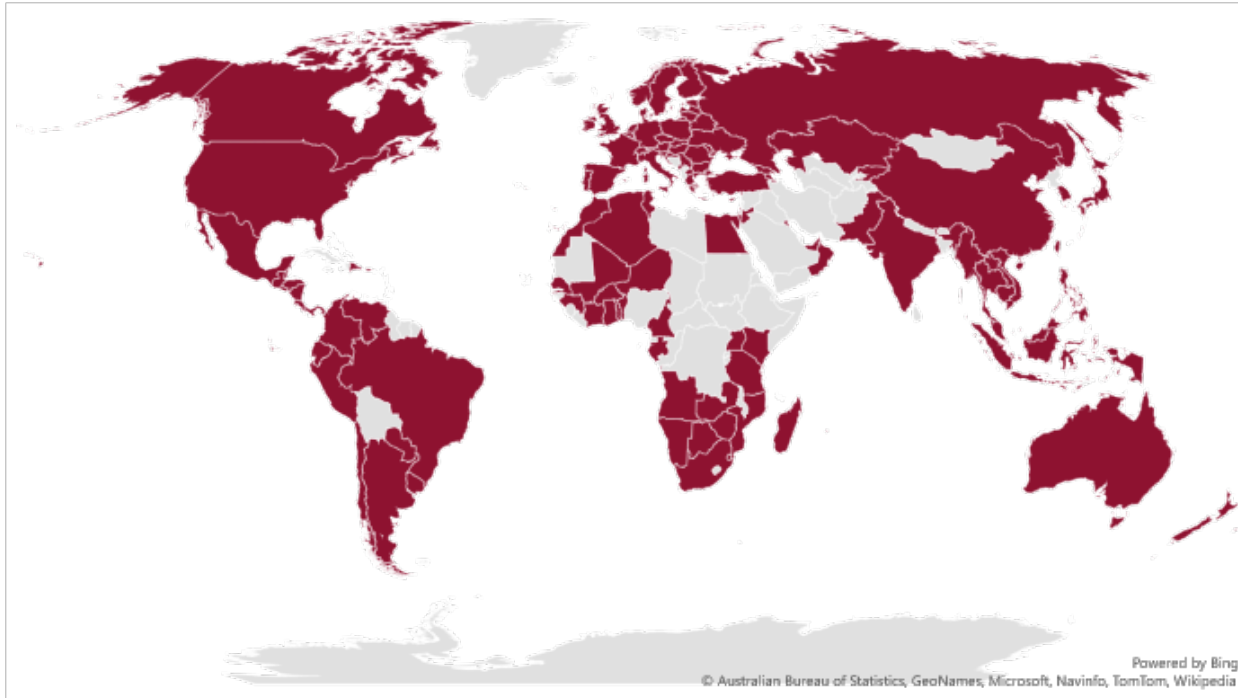 Powered by Bing
© Australian Bureau of Statistics, GeoNames, Microsoft, Navinfo, TomTom, Wikipedia